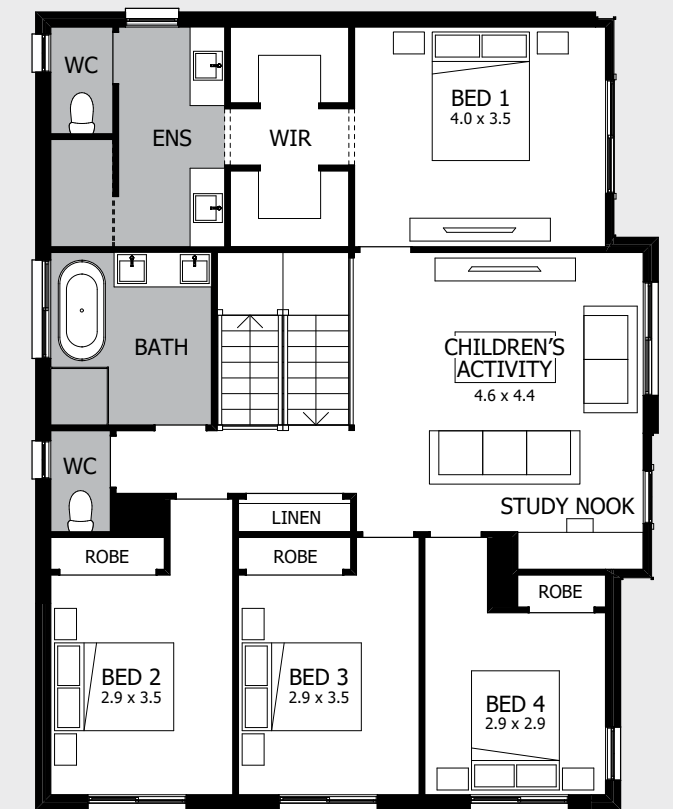 WC
ENS
WIR
BED 1
4.0 x 3.5
BATH
CHILDREN'S
ACTIVITY
4.6 x 4.4
WC
LINEN
STUDY NOOK
ROBE
ROBE
ROBE
BED 2
2.9 x 3.5
BED 3
2.9 x 3.5
BED 4
2.9 x 2.9